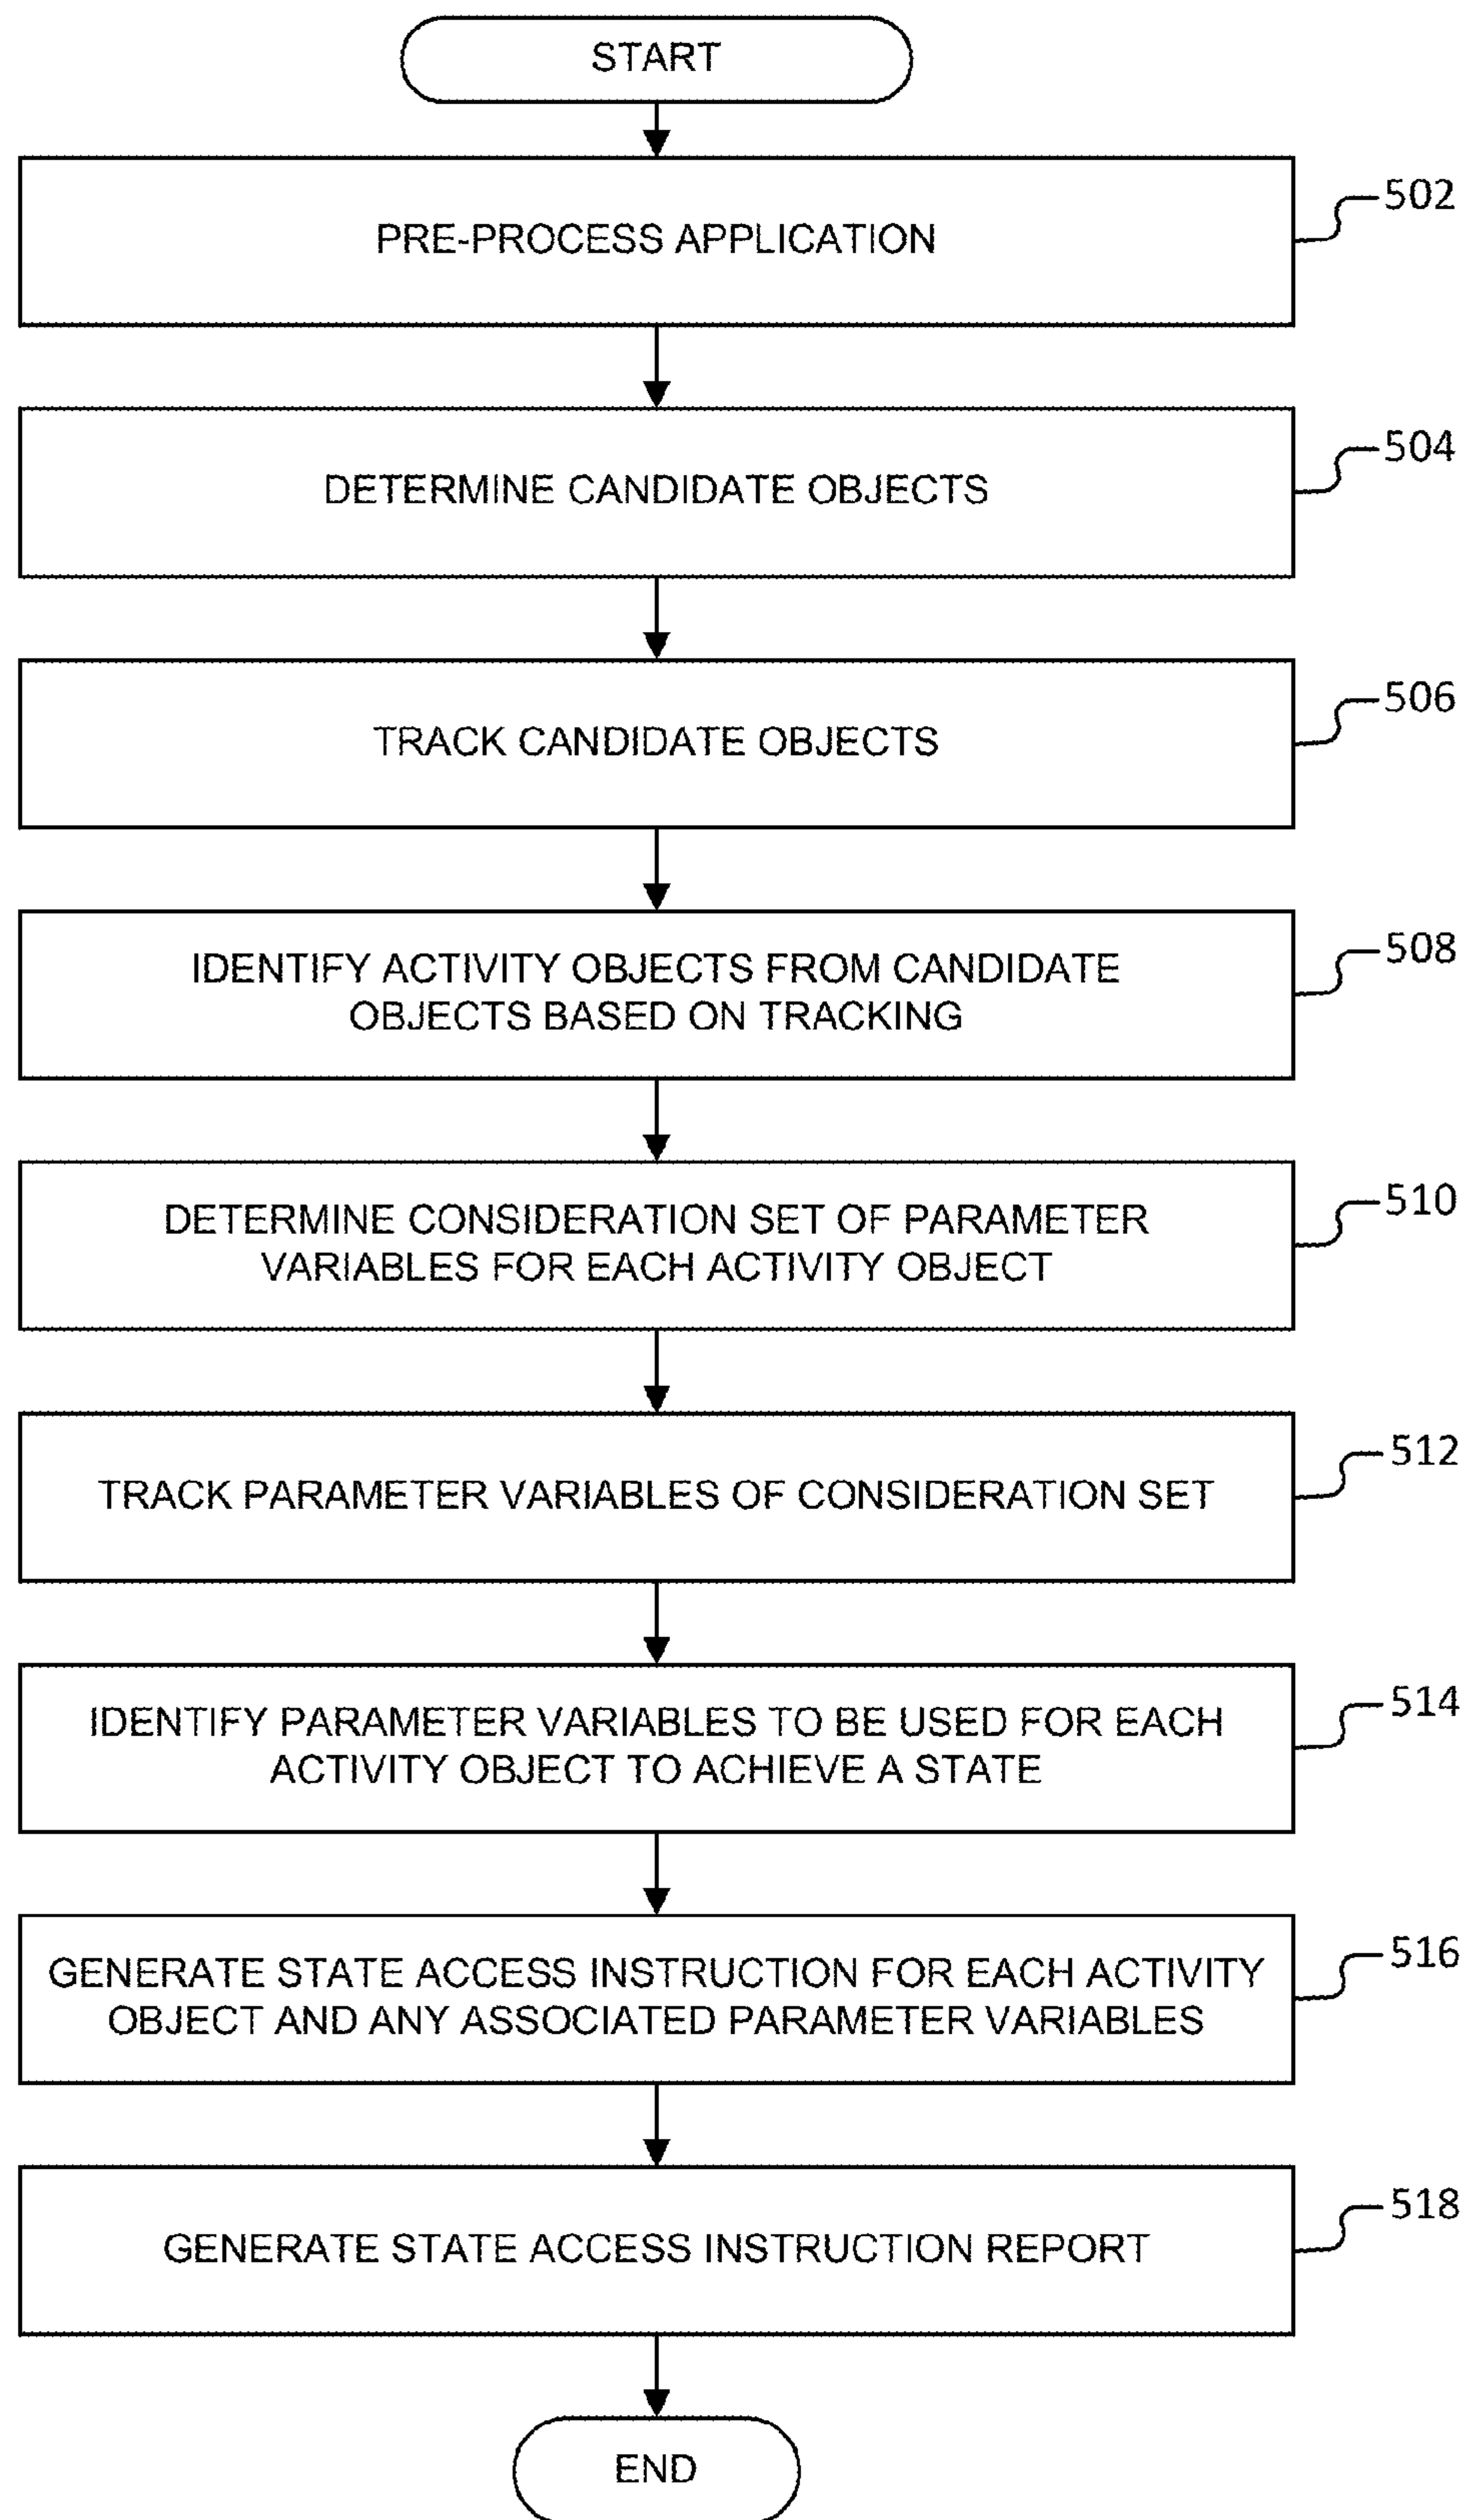 START
PRE-PROCESS APPLICATION
502
DETERMINE CANDIDATE OBJECTS
504
TRACK CANDIDATE OBJECTS
506
IDENTIFY ACTIVITY OBJECTS FROM CANDIDATE
OBJECTS BASED ON TRACKING
508
DETERMINE CONSIDERATION SET OF PARAMETER
VARIABLES FOR EACH ACTIVITY OBJECT
510
TRACK PARAMETER VARIABLES OF CONSIDERATION SET
512
IDENTIFY PARAMETER VARIABLES TO BE USED FOR EACH
ACTIVITY OBJECT TO ACHIEVE A STATE
514
GENERATE STATE ACCESS INSTRUCTION FOR EACH ACTIVITY
OBJECT AND ANY ASSOCIATED PARAMETER VARIABLES
516
GENERATE STATE ACCESS INSTRUCTION REPORT
518
END